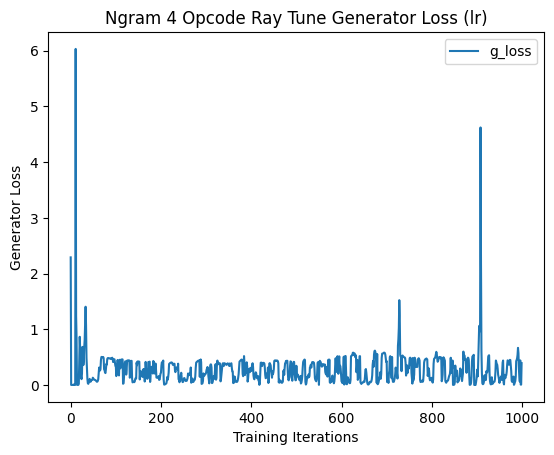 Ngram 4 Opcode Ray Tune Generator Loss (lr)
g_loss
Generator Loss
6
5
4
3
2
1
0
0 200 400 600 800 1000
Training Iterations